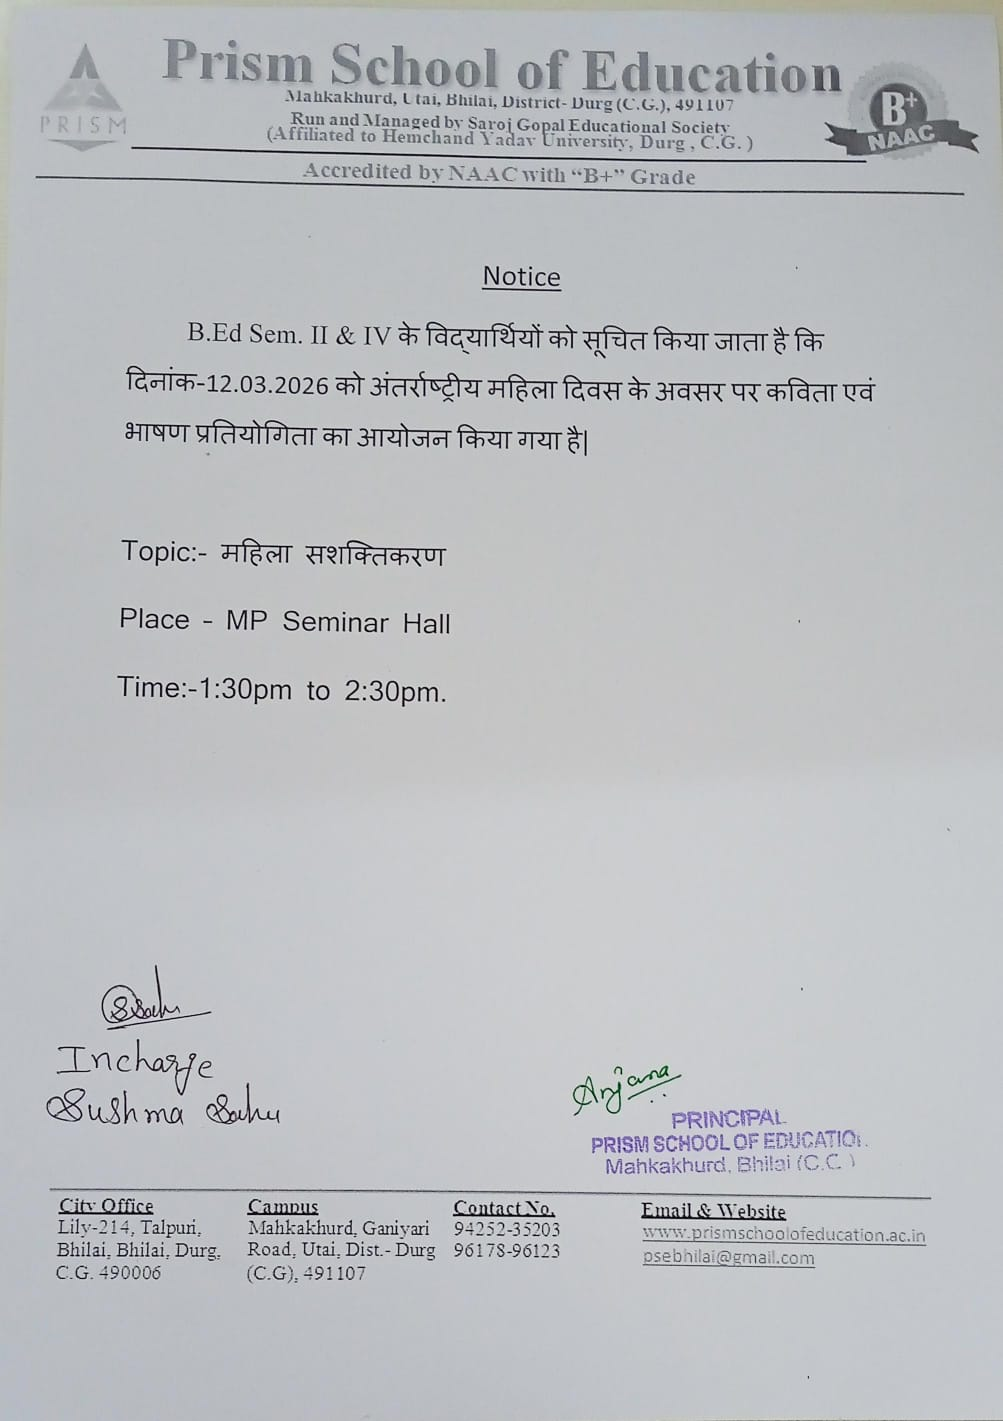 Prism School of Education
PRISM
Mahkakhurd, Utai, Bhilai, District- Durg (C.G.), 491107
Run and Managed by Saroj Gopal Educational Society
(Affiliated to Hemchand Yadav University, Durg , C.G. )
B+
NAAC
Accredited by NAAC with “B+” Grade
Notice
B.Ed Sem. II & IV के विद्यार्थियों को सूचित किया जाता है कि
दिनांक-12.03.2026 को अंतर्राष्ट्रीय महिला दिवस के अवसर पर कविता एवं
भाषण प्रतियोगिता का आयोजन किया गया है|
Topic:- महिला सशक्तिकरण
Place - MP Seminar Hall
Time:-1:30pm to 2:30pm.
SSahu
Incharge
Sushma Sahu
Anjana
PRINCIPAL
PRISM SCHOOL OF EDUCATION
Mahkakhurd, Bhilai (C.C. )
City Office
Lily-214, Talpuri,
Bhilai, Bhilai, Durg,
C.G. 490006
Campus
Mahkakhurd, Ganiyari
Road, Utai, Dist.- Durg
(C.G), 491107
Contact No.
94252-35203
96178-96123
Email & Website
www.prismschoolofeducation.ac.in
psebhilai@gmail.com